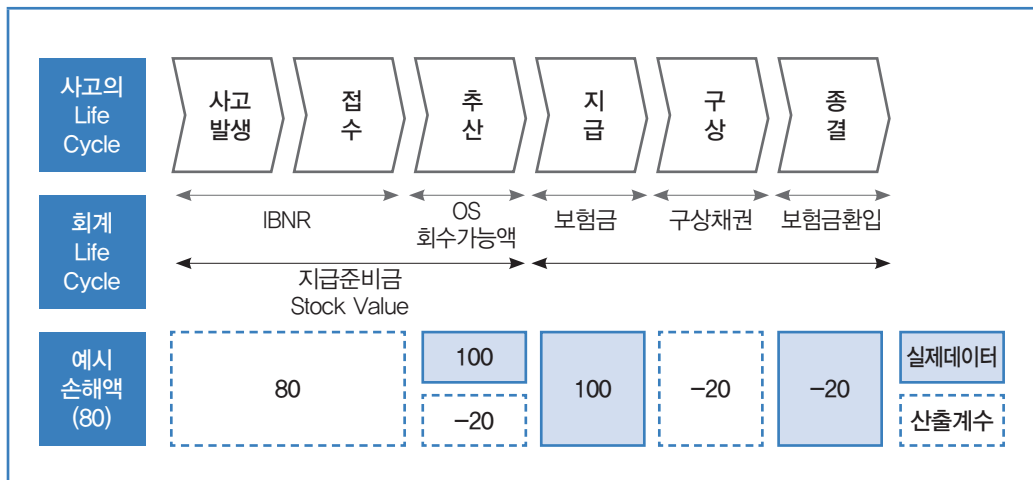 사고의
Life
Cycle
사고
발생
접
수
추
산
지
급
구
상
종
결
회계
Life
Cycle
IBNR
OS
회수가능액
보험금
구상채권
보험금환입
지급준비금
Stock Value
예시
손해액
(80)
80
100
-20
100
-20
-20
실제데이터
산출계수